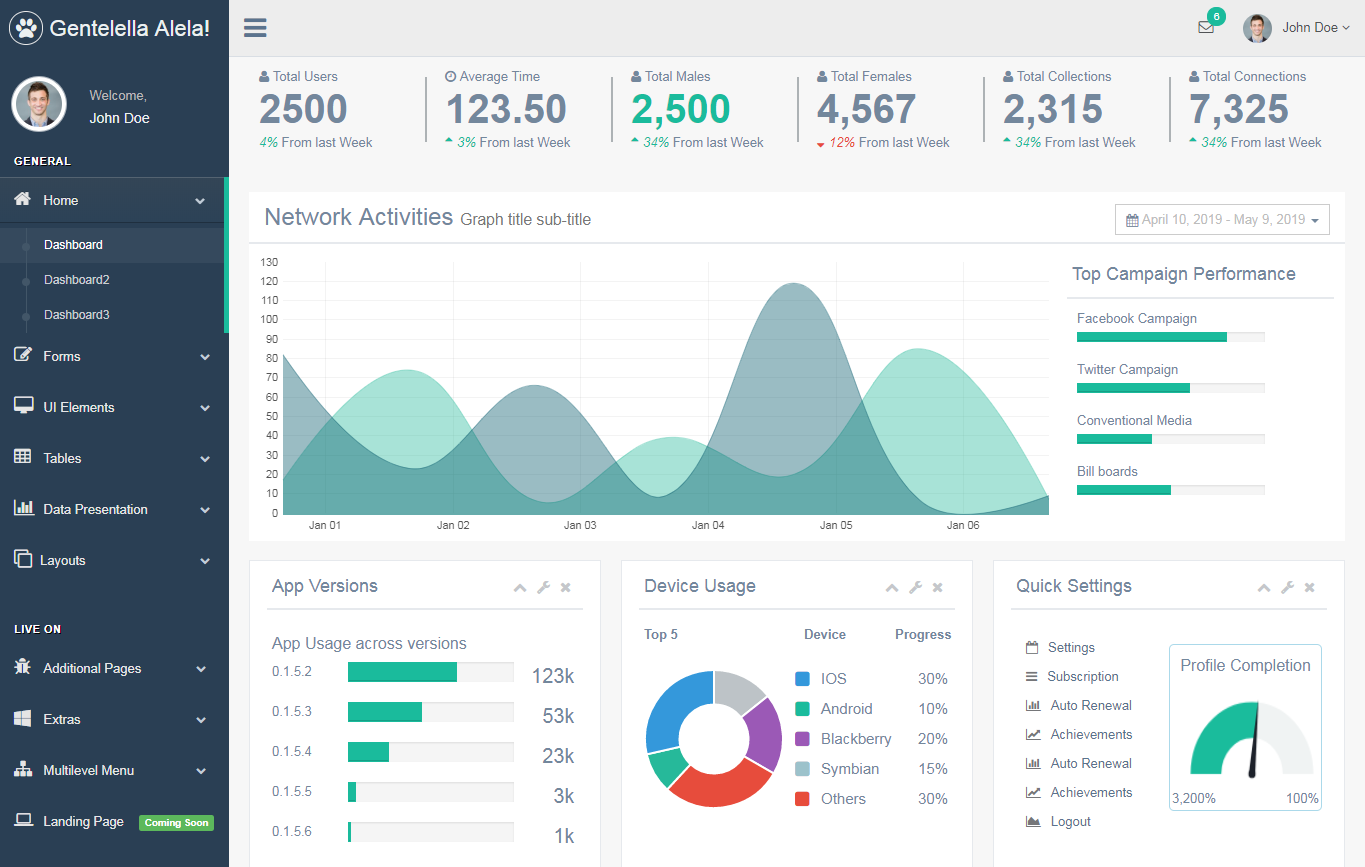 Gentelella Alela!
Welcome,
John Doe
GENERAL
Home
Dashboard
Dashboard2
Dashboard3
Forms
UI Elements
Tables
Data Presentation
Layouts
LIVE ON
Additional Pages
Extras
Multilevel Menu
Landing Page Coming Soon
6
John Doe
Total Users
2500
4% From last Week
Average Time
123.50
3% From last Week
Total Males
2,500
34% From last Week
Total Females
4,567
12% From last Week
Total Collections
2,315
34% From last Week
Total Connections
7,325
34% From last Week
Network Activities Graph title sub-title
April 10, 2019 - May 9, 2019
130
120
110
100
90
80
70
60
50
40
30
20
10
0
Jan 01 Jan 02 Jan 03 Jan 04 Jan 05 Jan 06
Top Campaign Performance
Facebook Campaign
Twitter Campaign
Conventional Media
Bill boards
App Versions
App Usage across versions
0.1.5.2 123k
0.1.5.3 53k
0.1.5.4 23k
0.1.5.5 3k
0.1.5.6 1k
Device Usage
Top 5 Device Progress
IOS 30%
Android 10%
Blackberry 20%
Symbian 15%
Others 30%
Quick Settings
Settings
Subscription
Auto Renewal
Achievements
Auto Renewal
Achievements
Logout
Profile Completion
3,200% 100%